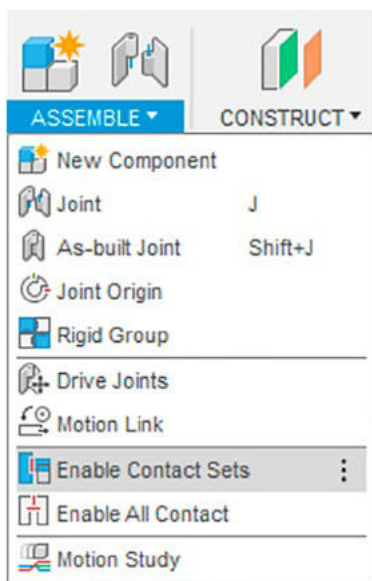 ASSEMBLE CONSTRUCT
New Component
Joint J
As-built Joint Shift+J
Joint Origin
Rigid Group
Drive Joints
Motion Link
Enable Contact Sets
Enable All Contact
Motion Study